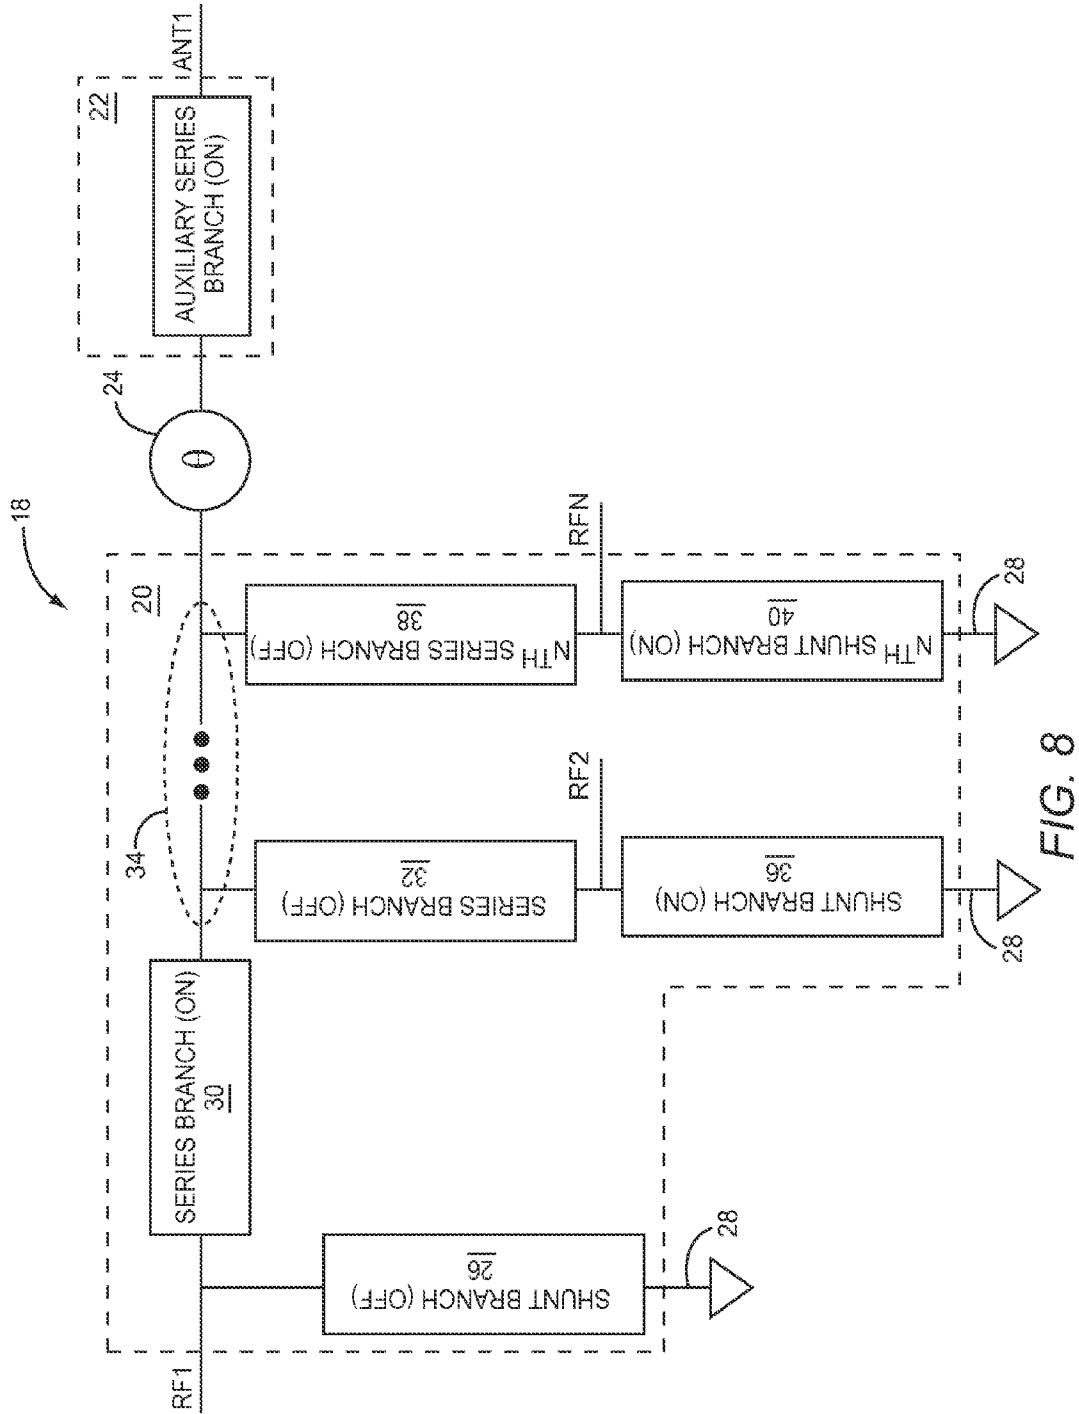 18
RF1
SERIES BRANCH (ON)
30
SHUNT BRANCH (OFF)
26
28
34
20
SERIES BRANCH (OFF)
32
RF2
SHUNT BRANCH (ON)
36
28
NTH SERIES BRANCH (OFF)
38
RFN
NTH SHUNT BRANCH (ON)
40
28
24
θ
22
AUXILIARY SERIES
BRANCH (ON)
ANT1
FIG. 8